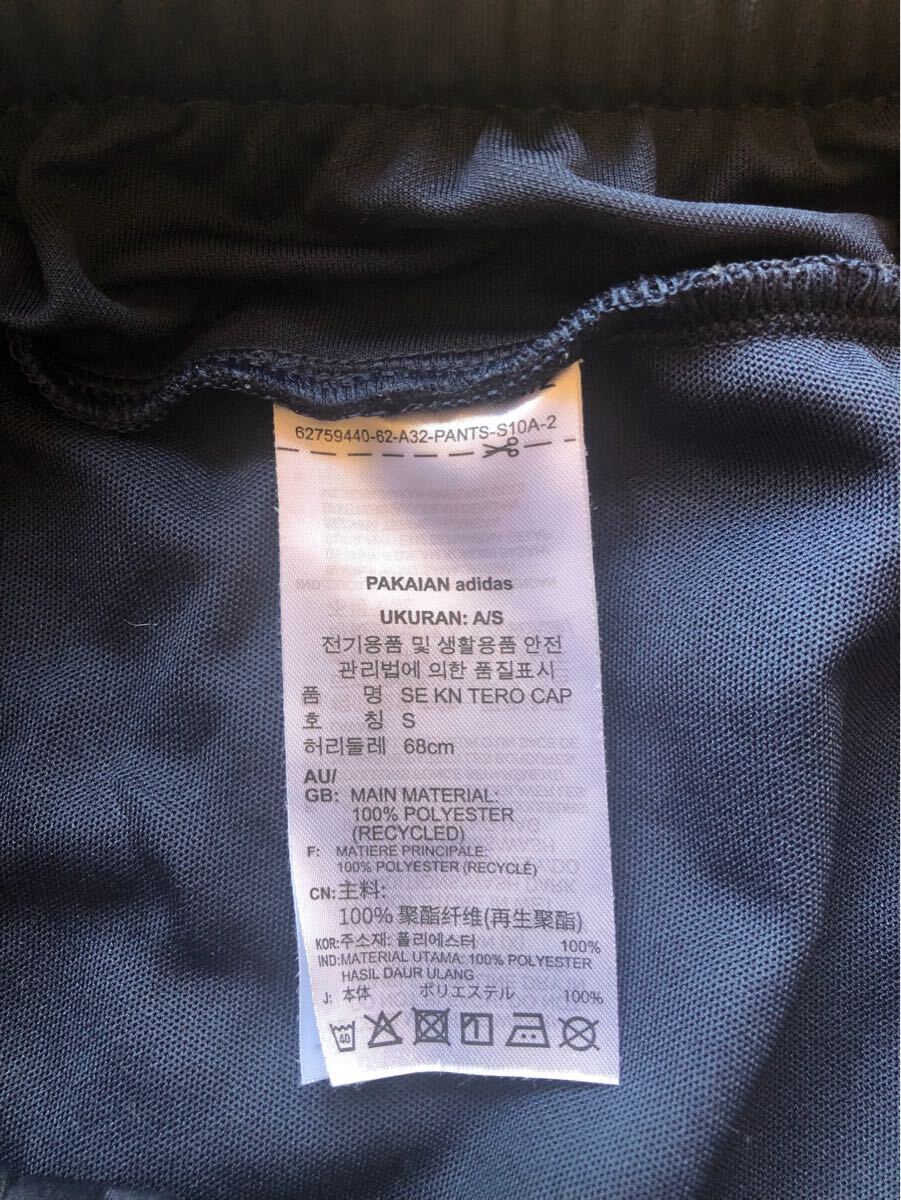 62759440-62-A32-PANTS-S10A-2
PAKAIAN adidas
UKURAN: A/S
전기용품 및 생활용품 안전
관리법에 의한 품질표시
품 명 SE KN TERO CAP
호 칭 S
허리둘레 68cm
AU/
GB: MAIN MATERIAL:
100% POLYESTER
(RECYCLED)
F: MATIERE PRINCIPALE:
100% POLYESTER (RECYCLÉ)
CN:主料:
100% 聚酯纤维(再生聚酯)
KOR:주소재: 폴리에스터 100%
IND:MATERIAL UTAMA: 100% POLYESTER
HASIL DAUR ULANG
J: 本体 ポリエステル 100%
40